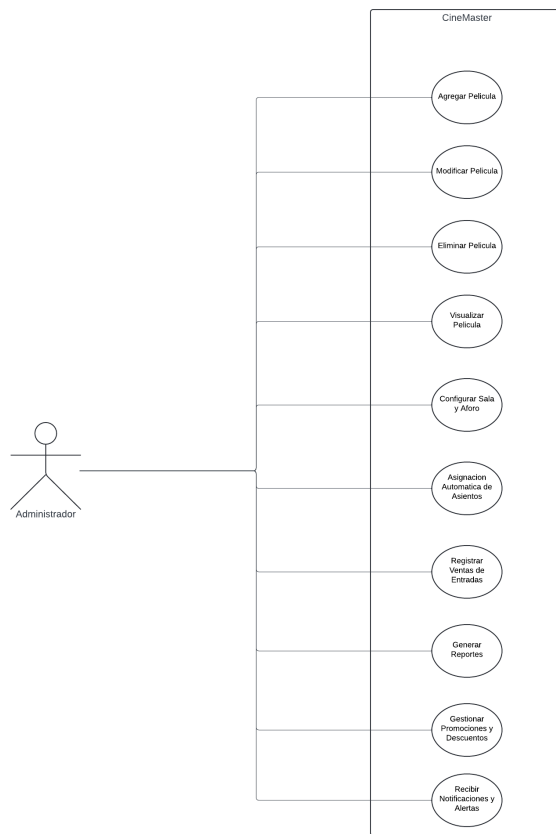 CineMaster
Agregar Pelicula
Modificar Pelicula
Eliminar Pelicula
Visualizar
Pelicula
Configurar Sala
y Aforo
Asignacion
Automatica de
Asientos
Administrador
Registrar
Ventas de
Entradas
Generar
Reportes
Gestionar
Promociones y
Descuentos
Recibir
Notificaciones y
Alertas